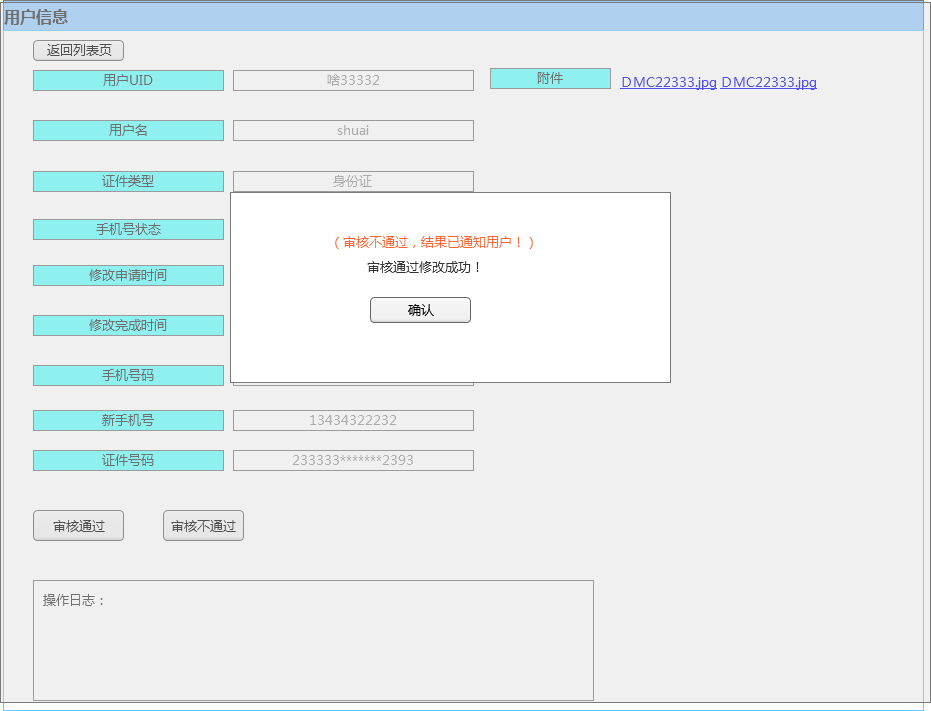 用户信息
返回列表页
用户UID 啥33332 附件 DMC22333.jpg DMC22333.jpg
用户名 shuai
证件类型 身份证
手机号状态
（审核不通过，结果已通知用户！）
审核通过修改成功！
修改申请时间
确认
修改完成时间
手机号码
新手机号 13434322232
证件号码 233333*******2393
审核通过 审核不通过
操作日志：